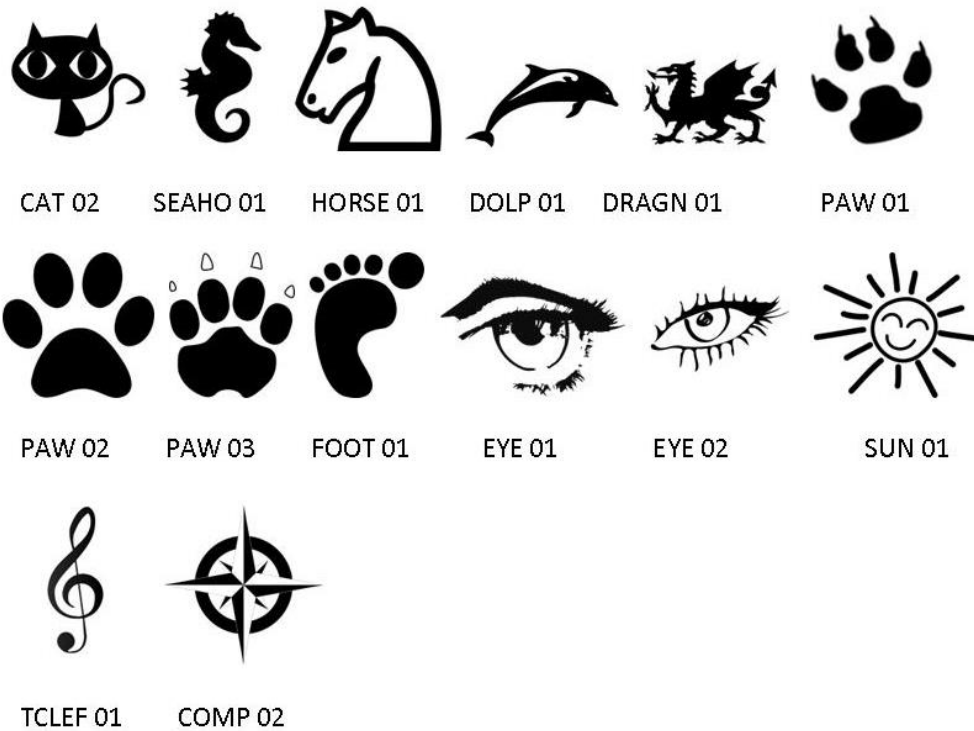 CAT 02 SEAHO 01 HORSE 01 DOLP 01 DRAGN 01 PAW 01
PAW 02 PAW 03 FOOT 01 EYE 01 EYE 02 SUN 01
TCLEF 01 COMP 02